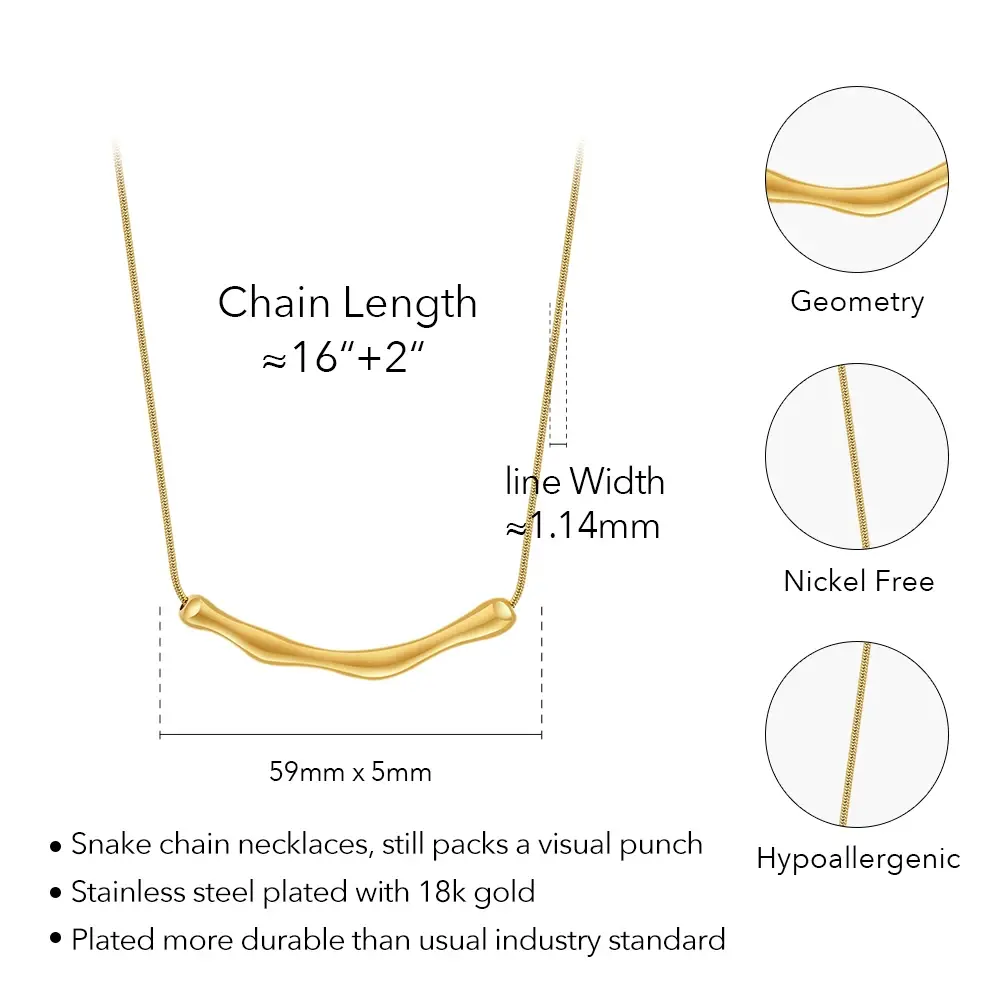 Chain Length
≈16“+2“
line Width
≈1.14mm
59mm x 5mm
Geometry
Nickel Free
Hypoallergenic
• Snake chain necklaces, still packs a visual punch
• Stainless steel plated with 18k gold
• Plated more durable than usual industry standard